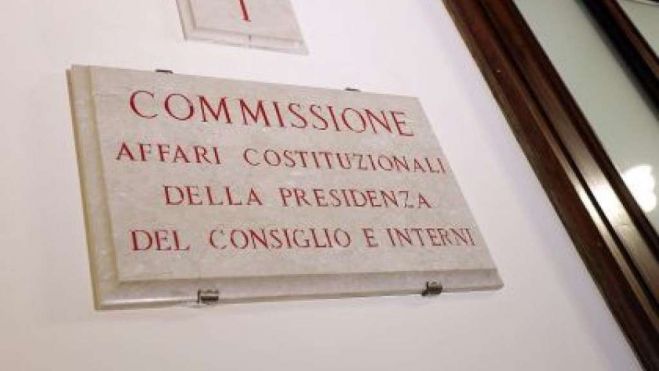 I
COMMISSIONE
AFFARI COSTITUZIONALI
DELLA PRESIDENZA
DEL CONSIGLIO E INTERNI